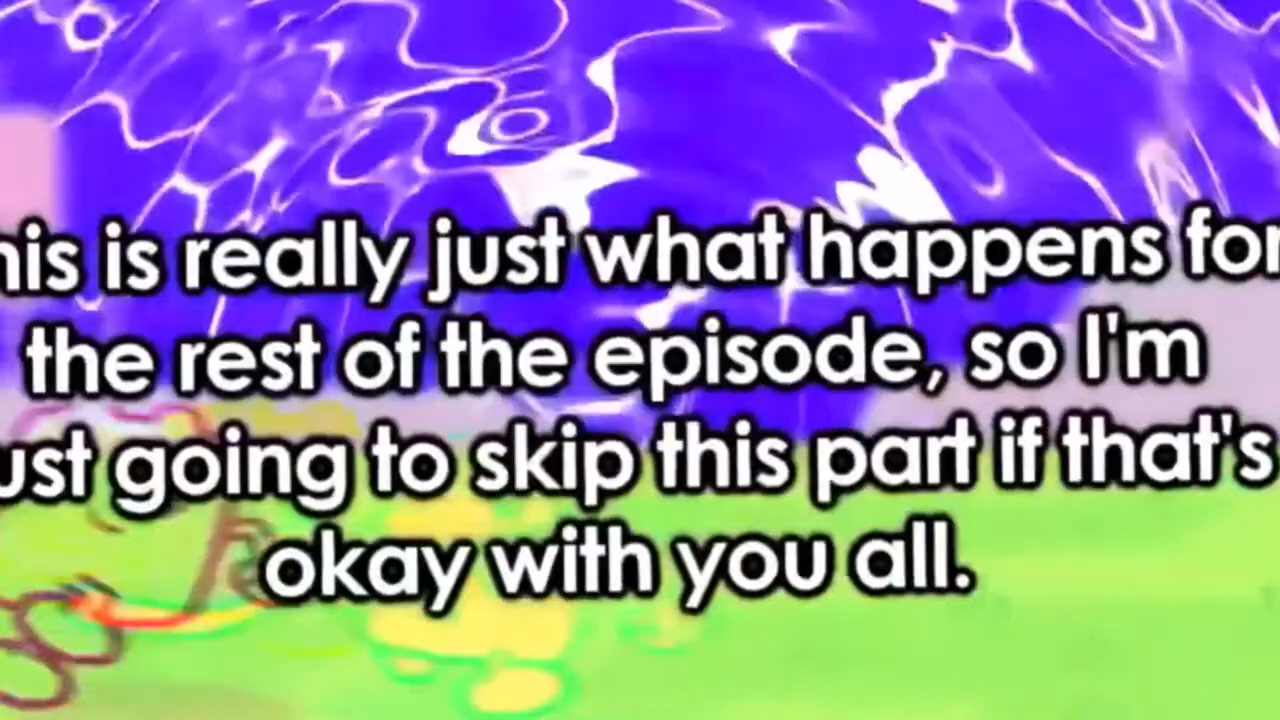 his is really just what happens for
the rest of the episode, so I'm
ust going to skip this part if that's
okay with you all.